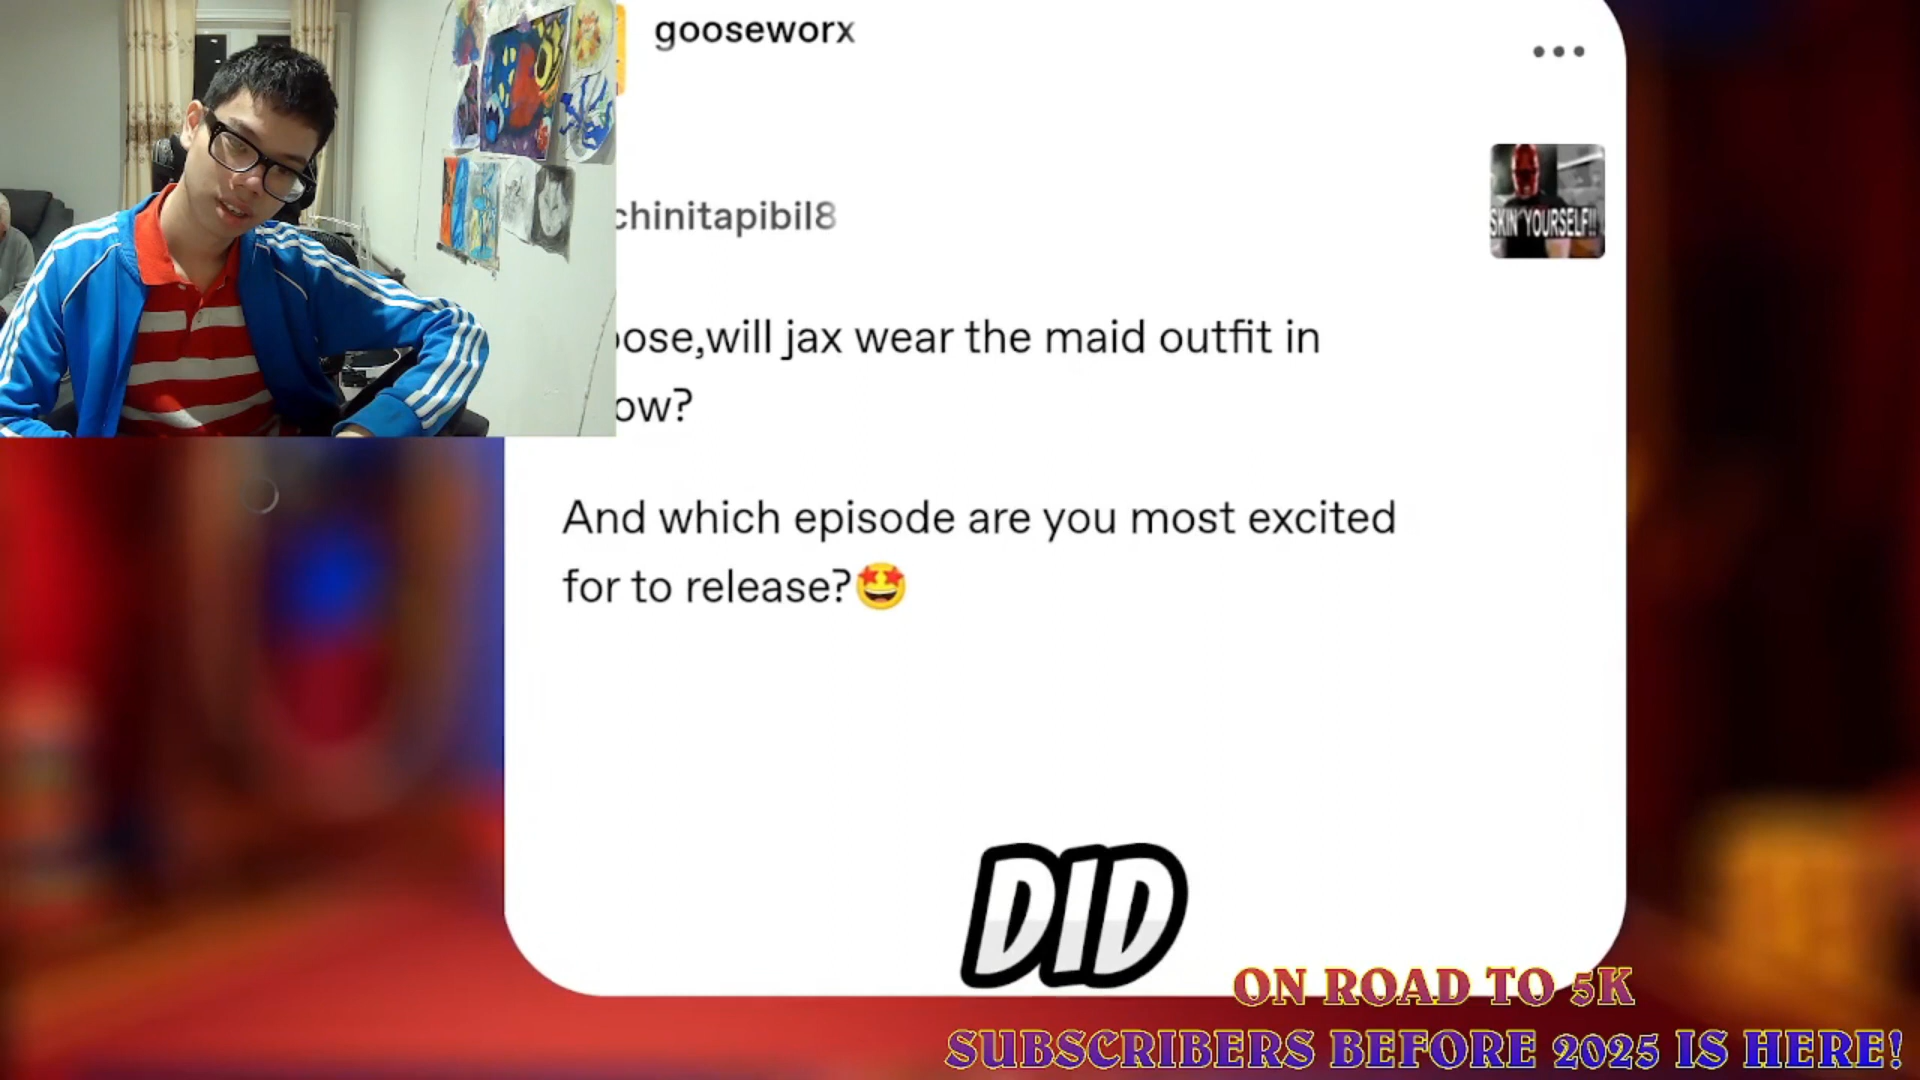 gooseworx
chinitapibil8
SKIN YOURSELF!!
oose,will jax wear the maid outfit in
ow?
And which episode are you most excited
for to release?🤩
DID
ON ROAD TO 5K
SUBSCRIBERS BEFORE 2025 IS HERE!